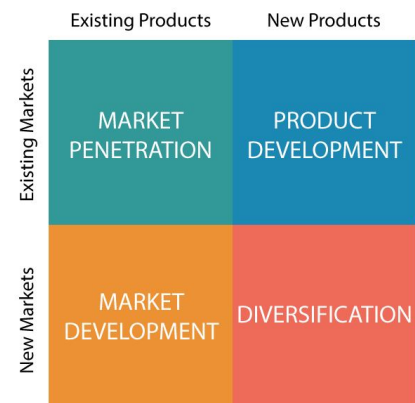 Existing Products
New Products
Existing Markets
MARKET
PENETRATION
PRODUCT
DEVELOPMENT
New Markets
MARKET
DEVELOPMENT
DIVERSIFICATION